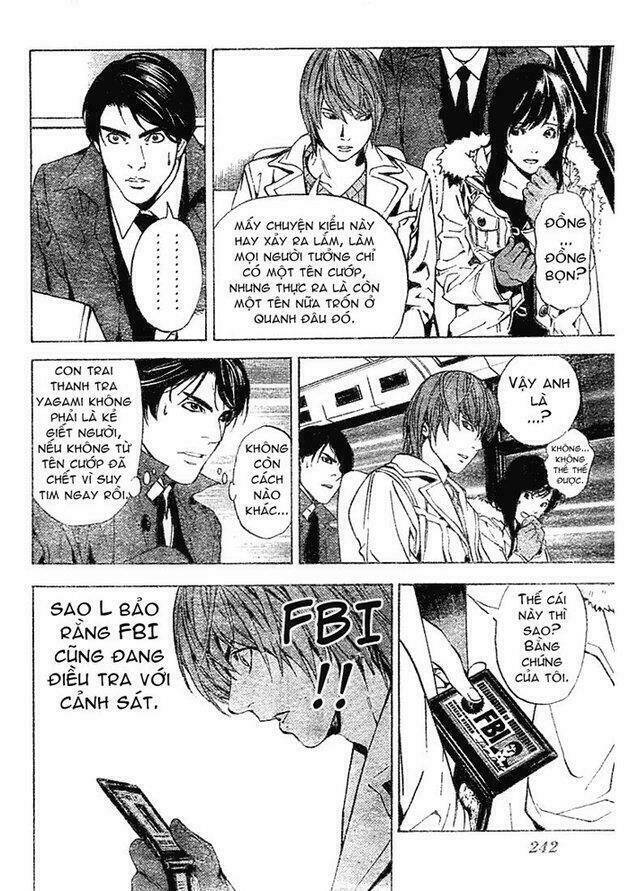 ĐỒNG
...
ĐỒNG
BỌN?
MẤY CHUYỆN KIỂU NÀY
HAY XẢY RA LẮM, LÀM
MỌI NGƯỜI TƯỞNG CHỈ
CÓ MỘT TÊN CƯỚP,
NHƯNG THỰC RA LẠI CÒN
MỘT TÊN NỮA TRỐN Ở
QUANH ĐÂU ĐÓ.
......
......
VẬY ANH
LÀ
....?
KHÔNG...
KHÔNG
THỂ THẾ
ĐƯỢC.
KHÔNG
CÒN
CÁCH
NÀO
KHÁC...
CON TRAI
THANH TRA
YAGAMI KHÔNG
PHẢI LÀ KẺ
GIẾT NGƯỜI,
NẾU KHÔNG TỪ
TÊN CƯỚP ĐÃ
CHẾT VÌ SUY
TIM NGAY RỒI.
THẾ CÁI
NÀY THÌ
SAO?
BẰNG
CHỨNG
CỦA TÔI.
FBI
FBI
!!
SAO L BẢO
RẰNG FBI
CŨNG ĐANG
ĐIỀU TRA VỚI
CẢNH SÁT.
242